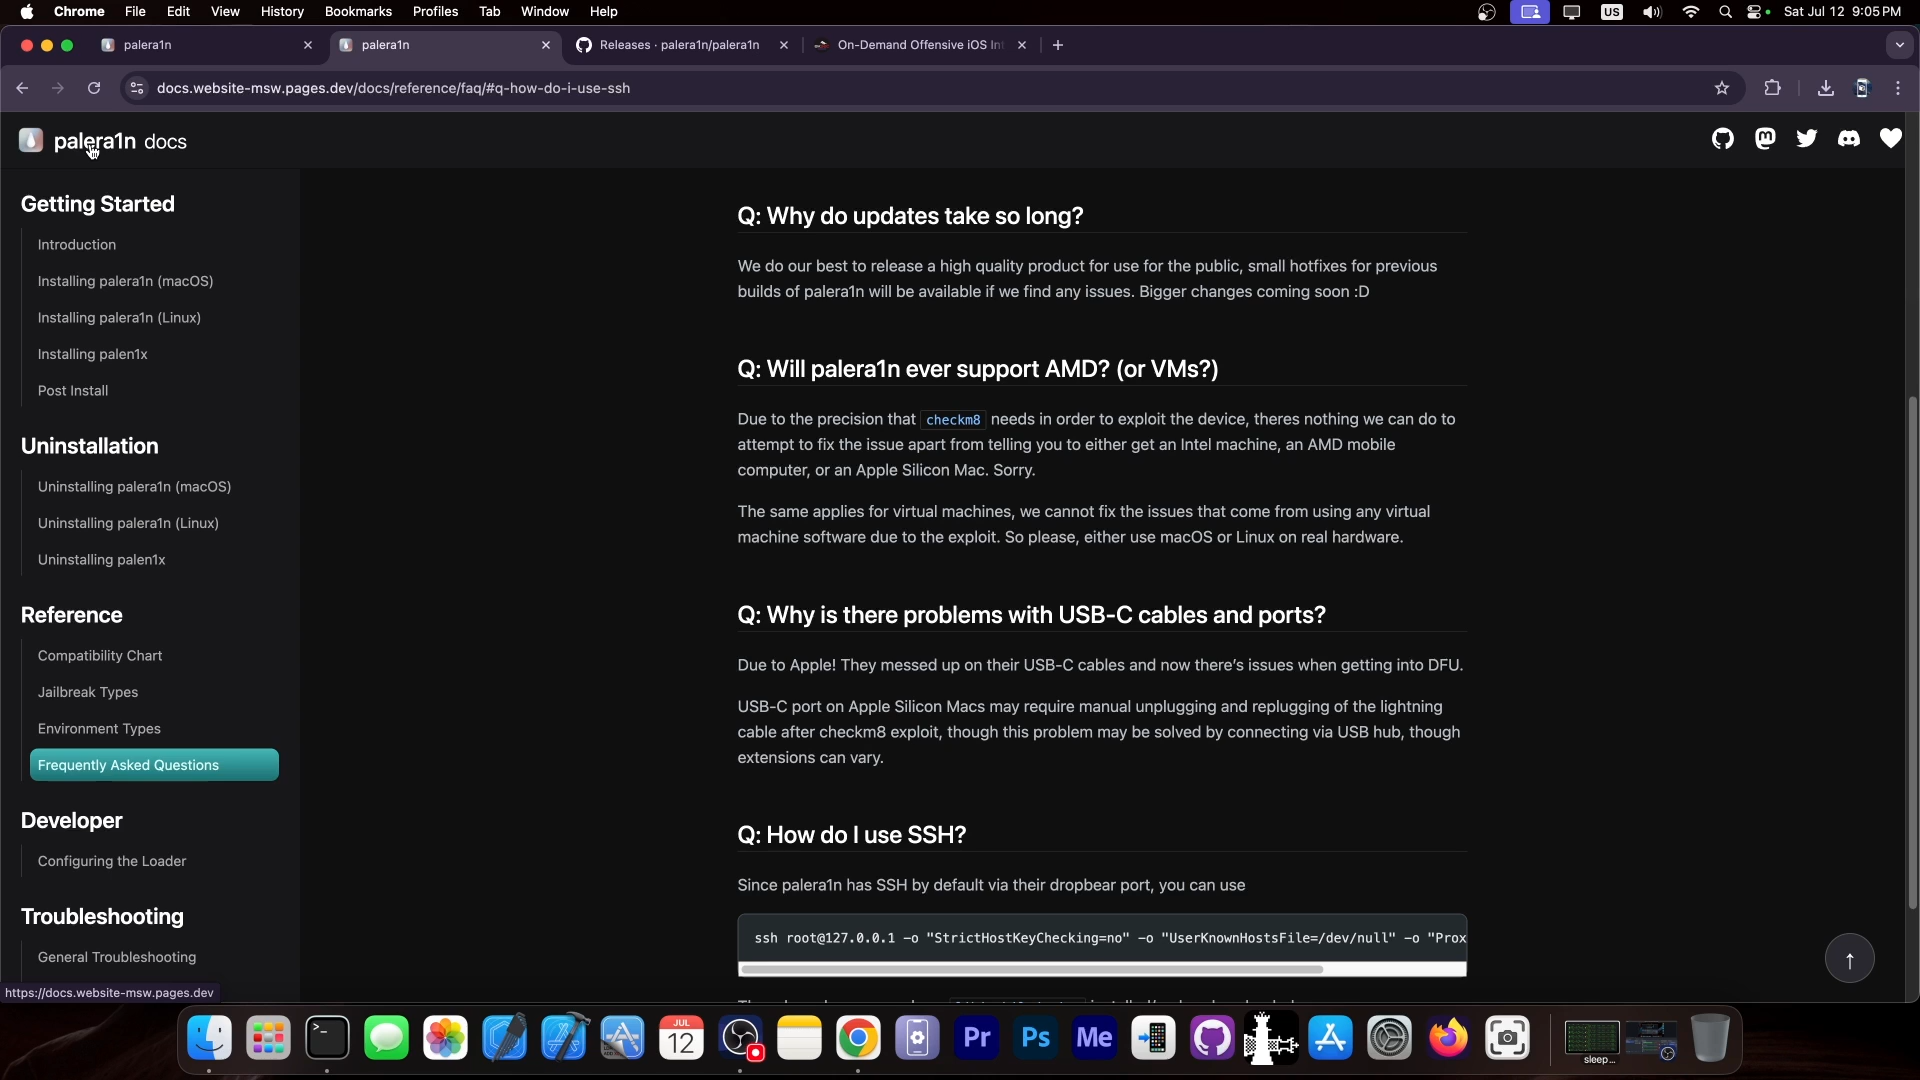 Chrome File Edit View History Bookmarks Profiles Tab Window Help US Sat Jul 12 9:05 PM
palera1n palera1n Releases · palera1n/palera1n On-Demand Offensive iOS
docs.website-msw.pages.dev/docs/reference/faq/#q-how-do-i-use-ssh
palera1n docs
Getting Started
Introduction
Installing palera1n (macOS)
Installing palera1n (Linux)
Installing palen1x
Post Install
Uninstallation
Uninstalling palera1n (macOS)
Uninstalling palera1n (Linux)
Uninstalling palen1x
Reference
Compatibility Chart
Jailbreak Types
Environment Types
Frequently Asked Questions
Developer
Configuring the Loader
Troubleshooting
General Troubleshooting
https://docs.website-msw.pages.dev
Q: Why do updates take so long?
We do our best to release a high quality product for use for the public, small hotfixes for previous
builds of palera1n will be available if we find any issues. Bigger changes coming soon :D
Q: Will palera1n ever support AMD? (or VMs?)
Due to the precision that checkm8 needs in order to exploit the device, theres nothing we can do to
attempt to fix the issue apart from telling you to either get an Intel machine, an AMD mobile
computer, or an Apple Silicon Mac. Sorry.
The same applies for virtual machines, we cannot fix the issues that come from using any virtual
machine software due to the exploit. So please, either use macOS or Linux on real hardware.
Q: Why is there problems with USB-C cables and ports?
Due to Apple! They messed up on their USB-C cables and now there's issues when getting into DFU.
USB-C port on Apple Silicon Macs may require manual unplugging and replugging of the lightning
cable after checkm8 exploit, though this problem may be solved by connecting via USB hub, though
extensions can vary.
Q: How do I use SSH?
Since palera1n has SSH by default via their dropbear port, you can use
ssh root@127.0.0.1 -o "StrictHostKeyChecking=no" -o "UserKnownHostsFile=/dev/null" -o "Prox
JUL
12
Pr Ps Me
sleep...